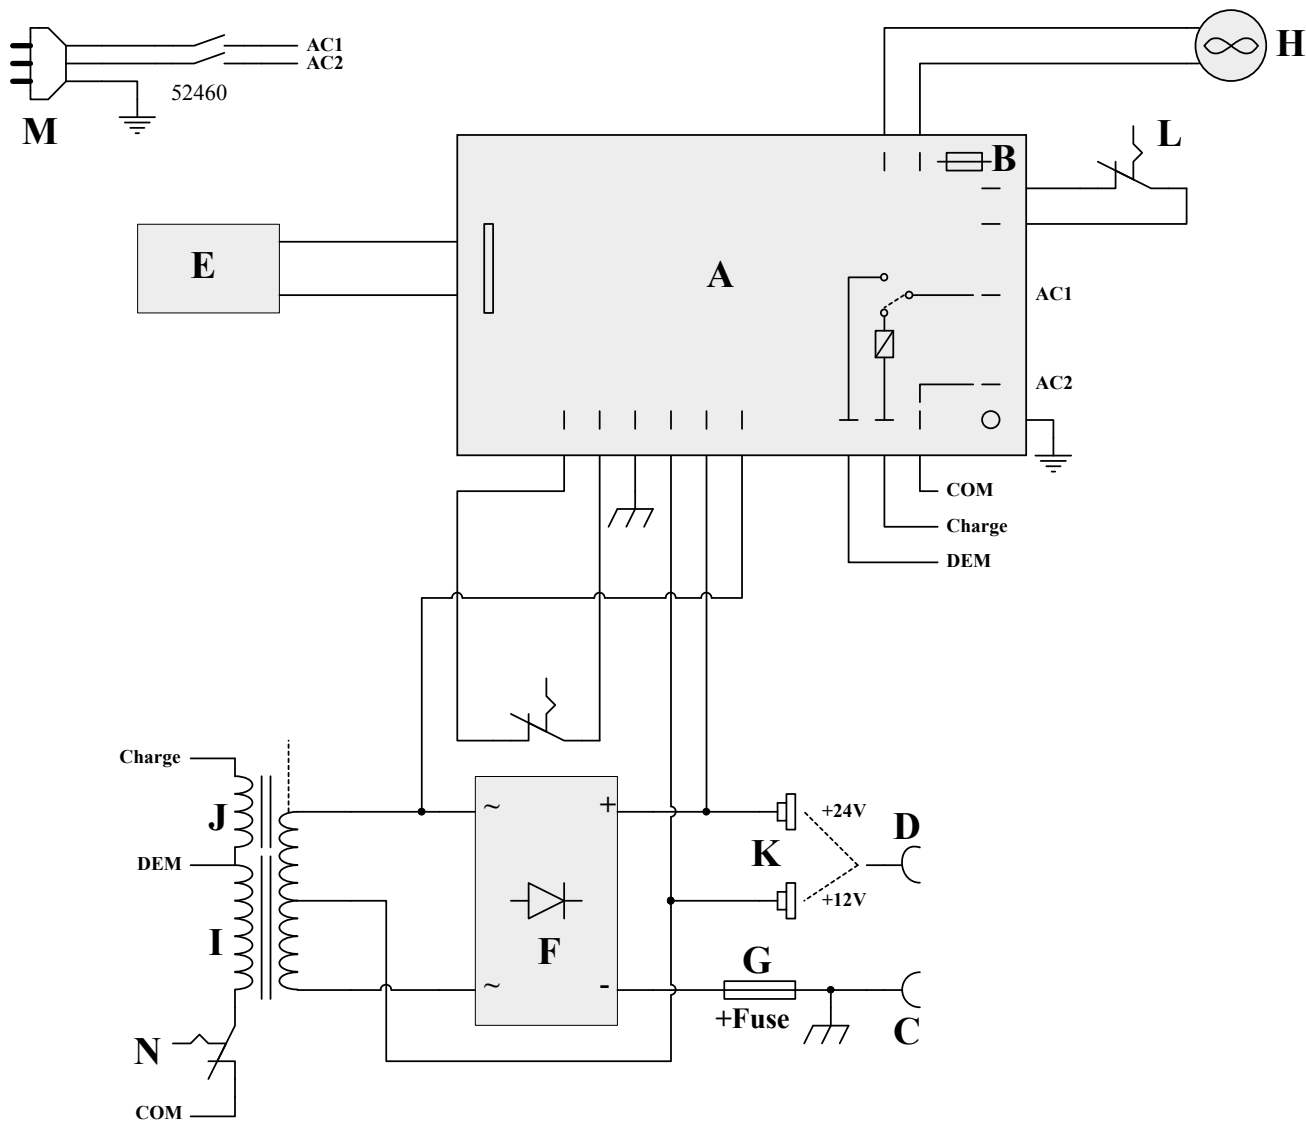 AC1
H
AC2
52460
M
L
B
E
A
AC1
AC2
COM
Charge
DEM
Charge
J
~
+
+24V
D
K
DEM
+12V
I
F
G
~
-
+Fuse
C
N
COM